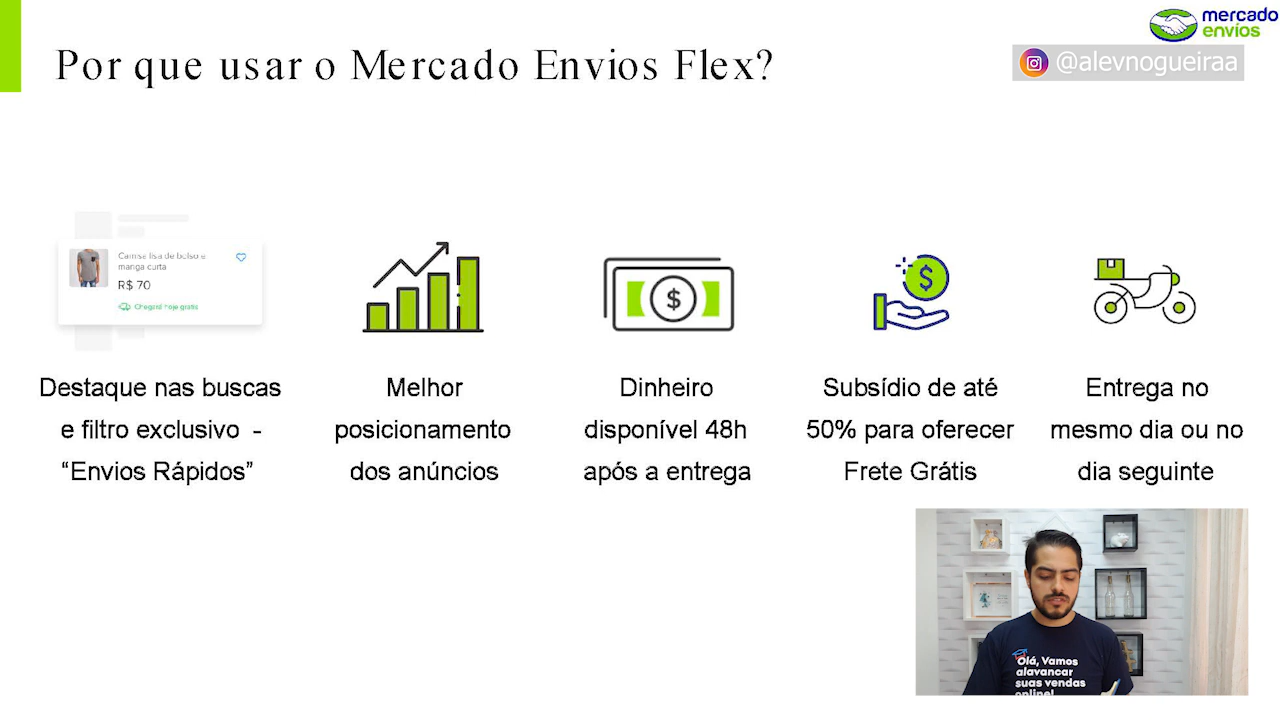 mercado
envios
Por que usar o Mercado Envios Flex?
@alevnogueiraa
Camisa lisa de bolso e
manga curta
R$ 70
Chegará hoje grátis
Destaque nas buscas
e filtro exclusivo -
“Envios Rápidos”
Melhor
posicionamento
dos anúncios
Dinheiro
disponível 48h
após a entrega
Subsídio de até
50% para oferecer
Frete Grátis
Entrega no
mesmo dia ou no
dia seguinte
Olá, Vamos
alavancar
suas vendas
online!